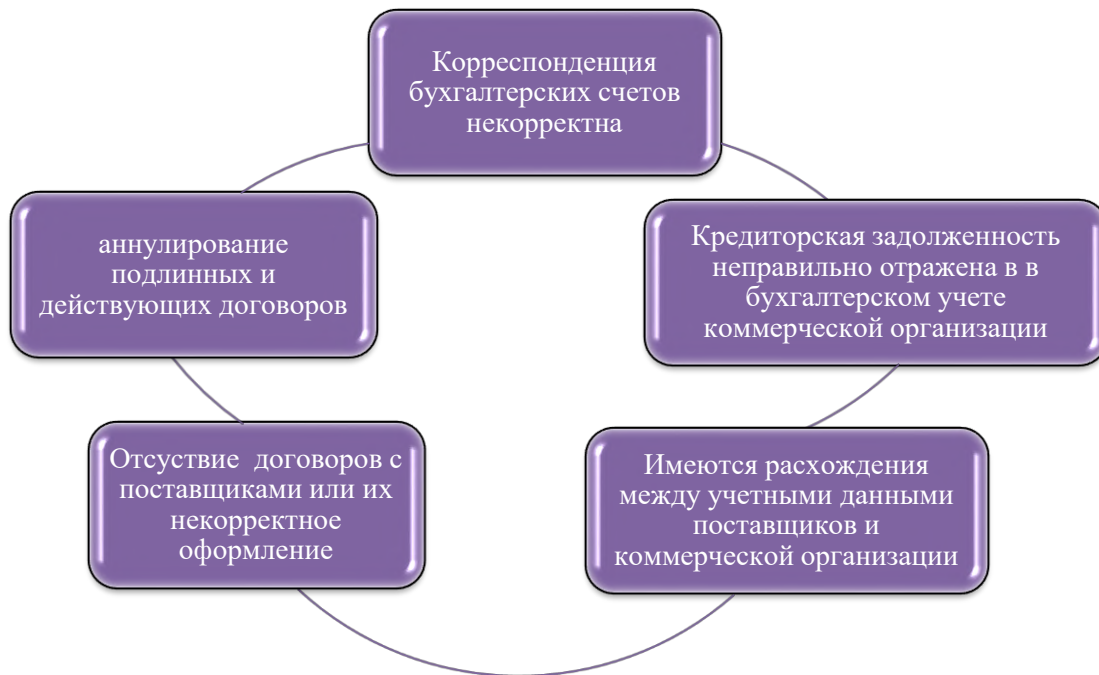 Корреспонденция
бухгалтерских счетов
некорректна
Кредиторская задолженность
неправильно отражена в в
бухгалтерском учете
коммерческой организации
Имеются расхождения
между учетными данными
поставщиков и
коммерческой организации
Отсуствие договоров с
поставщиками или их
некорректное
оформление
аннулирование
подлинных и
действующих договоров